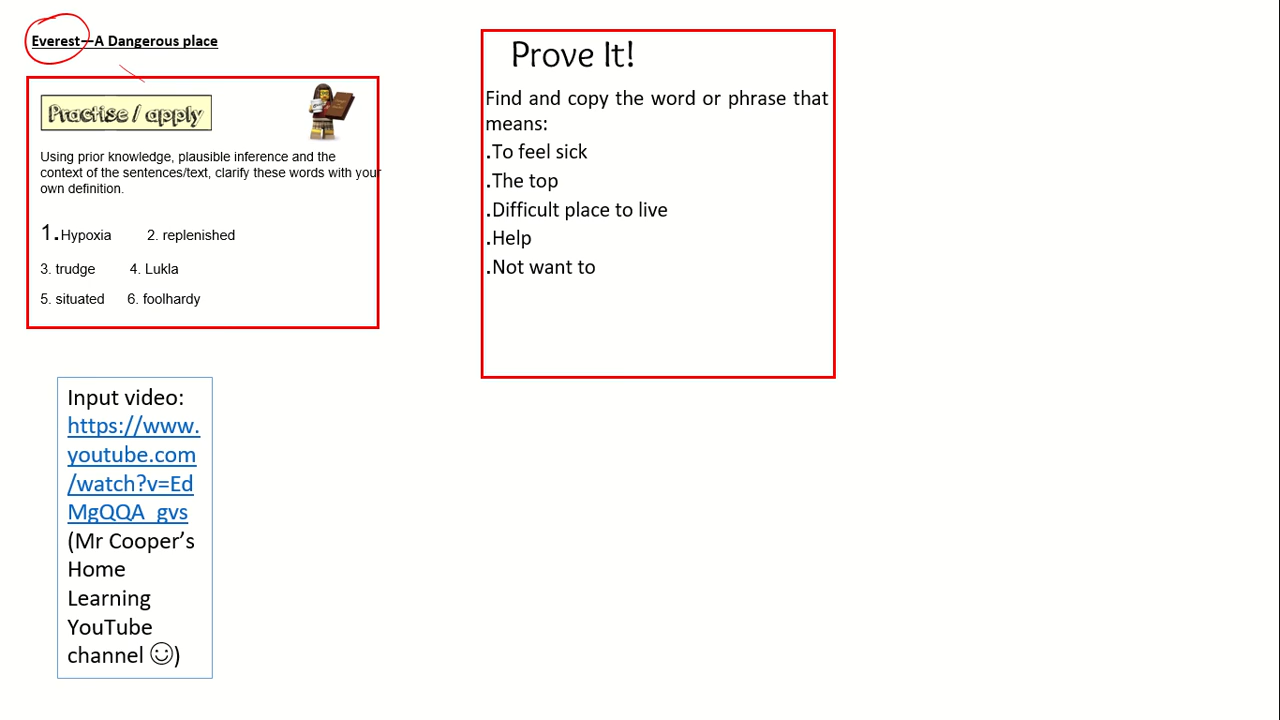 Everest—A Dangerous place
Practise / apply
Using prior knowledge, plausible inference and the
context of the sentences/text, clarify these words with your
own definition.
1.Hypoxia 2. replenished
3. trudge 4. Lukla
5. situated 6. foolhardy
Input video:
https://www.
youtube.com
/watch?v=Ed
MgQQA_gvs
(Mr Cooper’s
Home
Learning
YouTube
channel ☺)
Prove It!
Find and copy the word or phrase that
means:
.To feel sick
.The top
.Difficult place to live
.Help
.Not want to